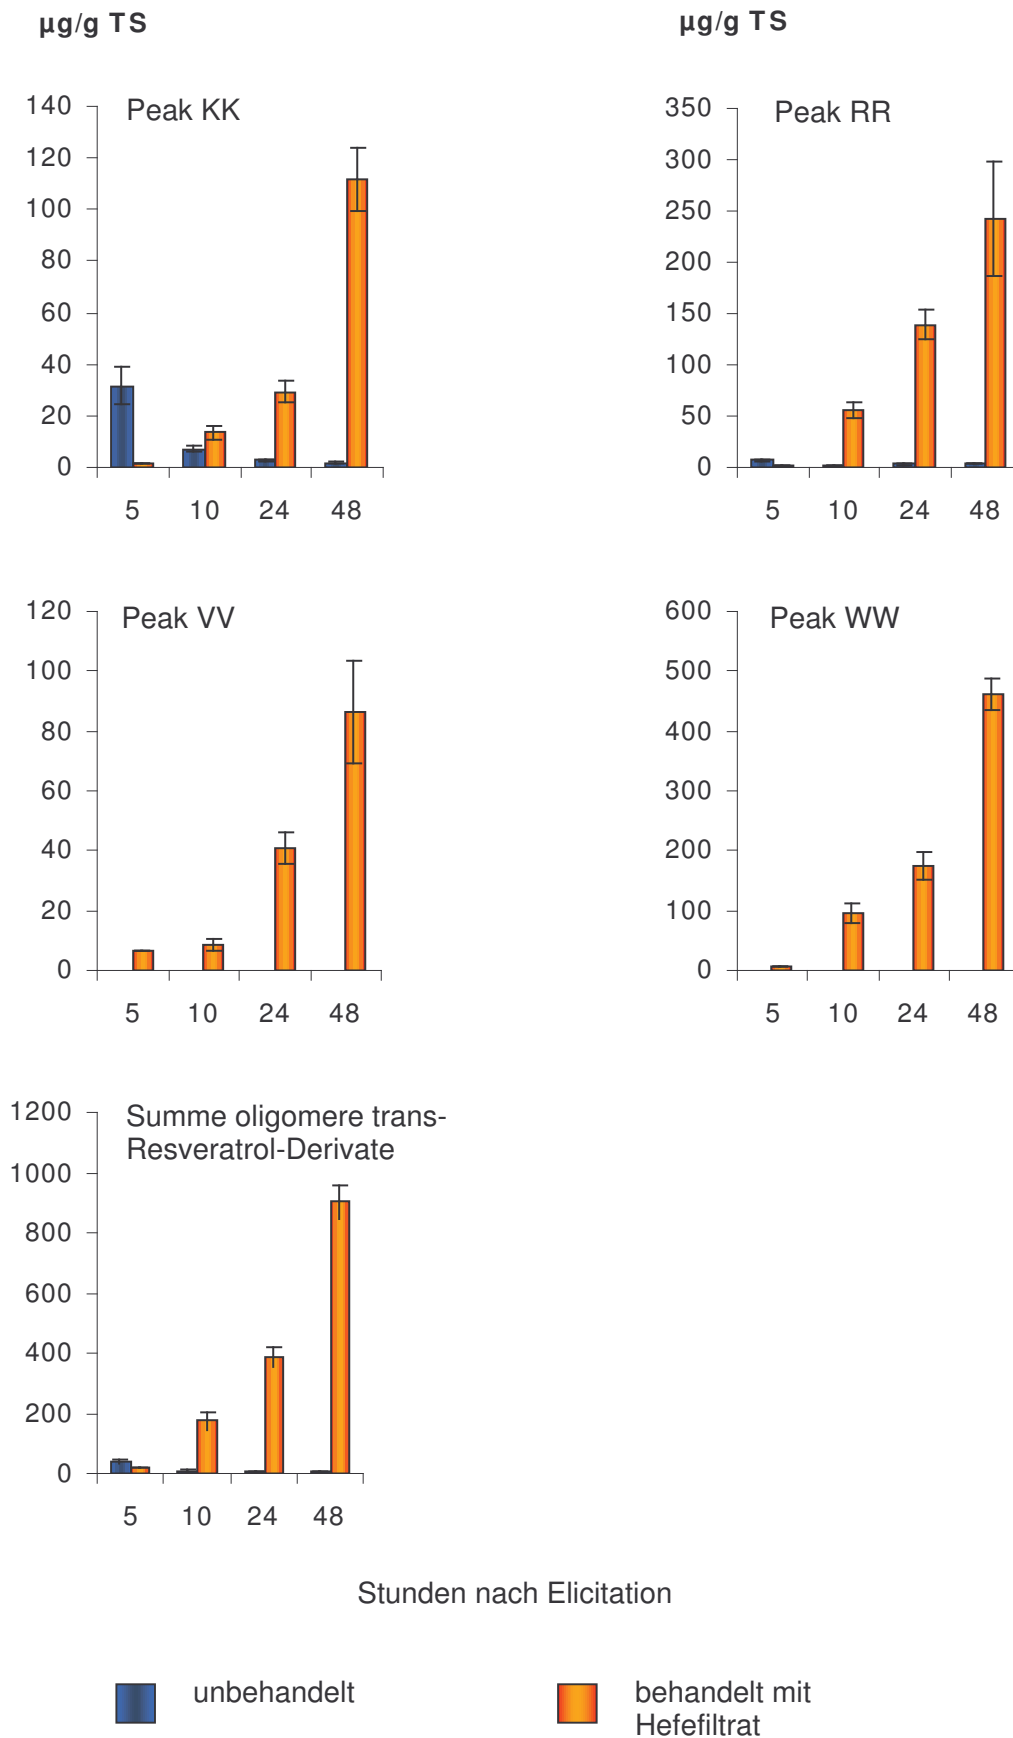 µg/g TS
µg/g TS
Peak KK
140
120
100
80
60
40
20
0
5 10 24 48
Peak RR
350
300
250
200
150
100
50
0
5 10 24 48
Peak VV
120
100
80
60
40
20
0
5 10 24 48
Peak WW
600
500
400
300
200
100
0
5 10 24 48
Summe oligomere trans-
Resveratrol-Derivate
1200
1000
800
600
400
200
0
5 10 24 48
Stunden nach Elicitation
unbehandelt
behandelt mit
Hefefiltrat